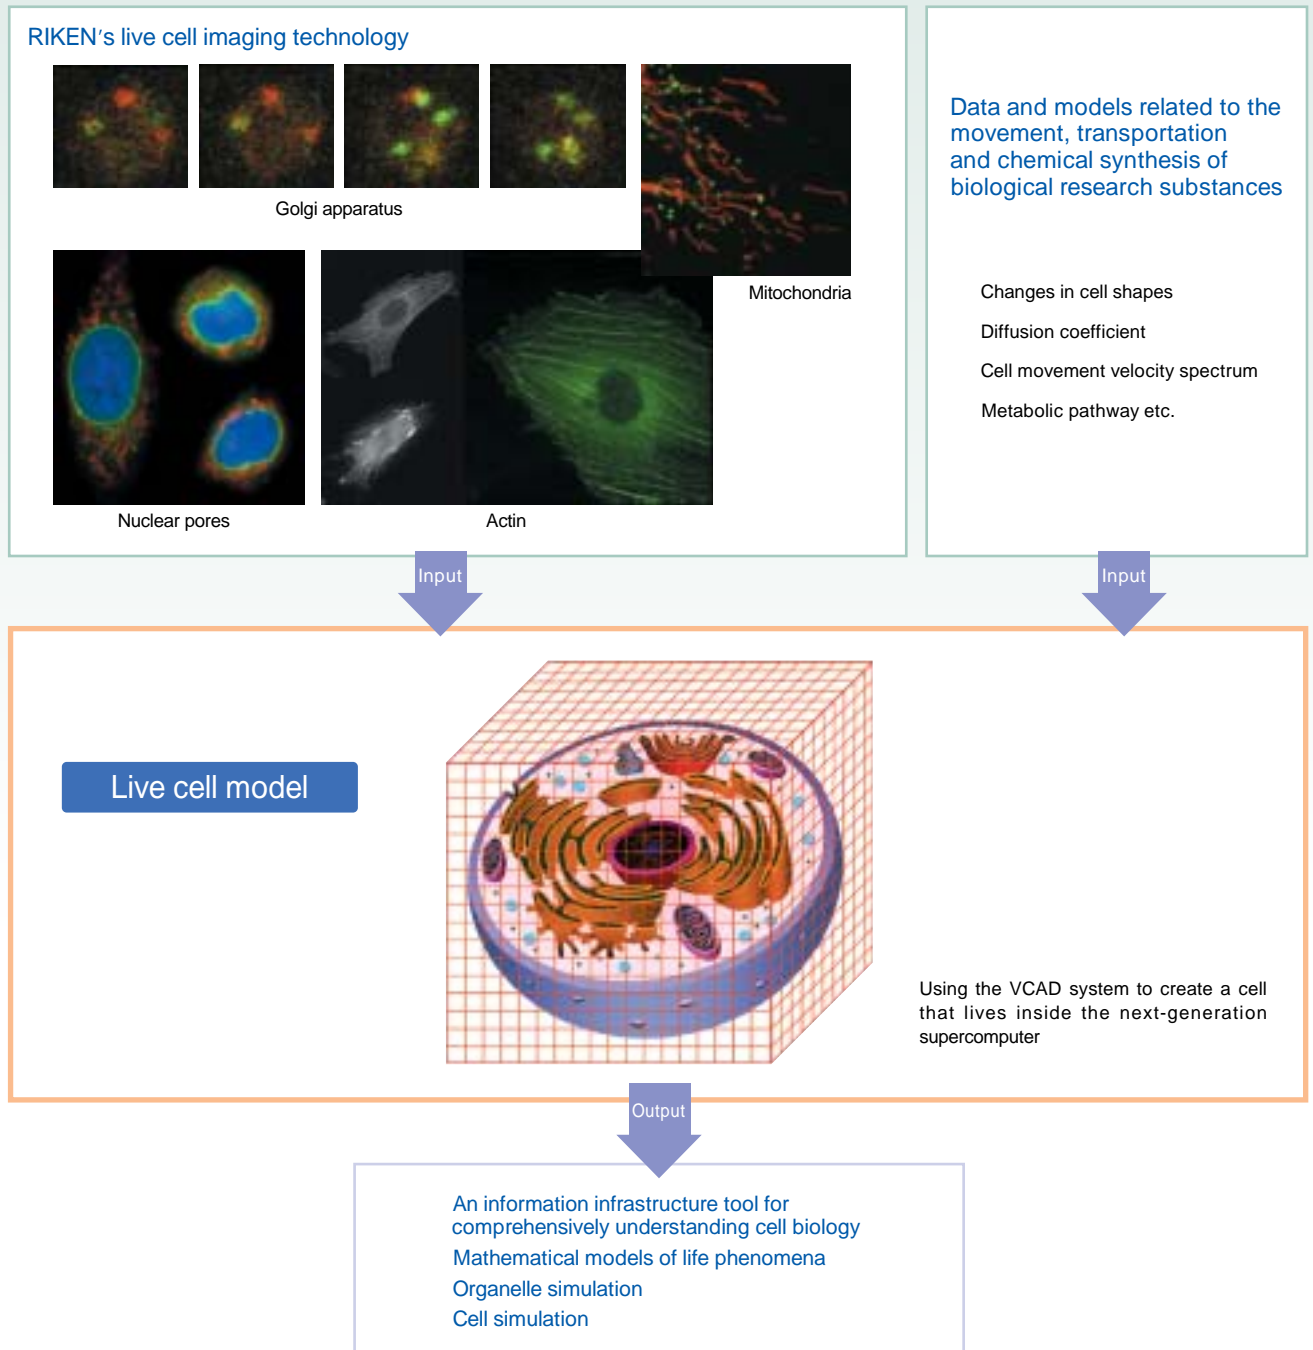 RIKEN's live cell imaging technology
Golgi apparatus
Mitochondria
Nuclear pores
Actin
Data and models related to the
movement, transportation
and chemical synthesis of
biological research substances
Changes in cell shapes
Diffusion coefficient
Cell movement velocity spectrum
Metabolic pathway etc.
Input
Input
Live cell model
Using the VCAD system to create a cell
that lives inside the next-generation
supercomputer
Output
An information infrastructure tool for
comprehensively understanding cell biology
Mathematical models of life phenomena
Organelle simulation
Cell simulation